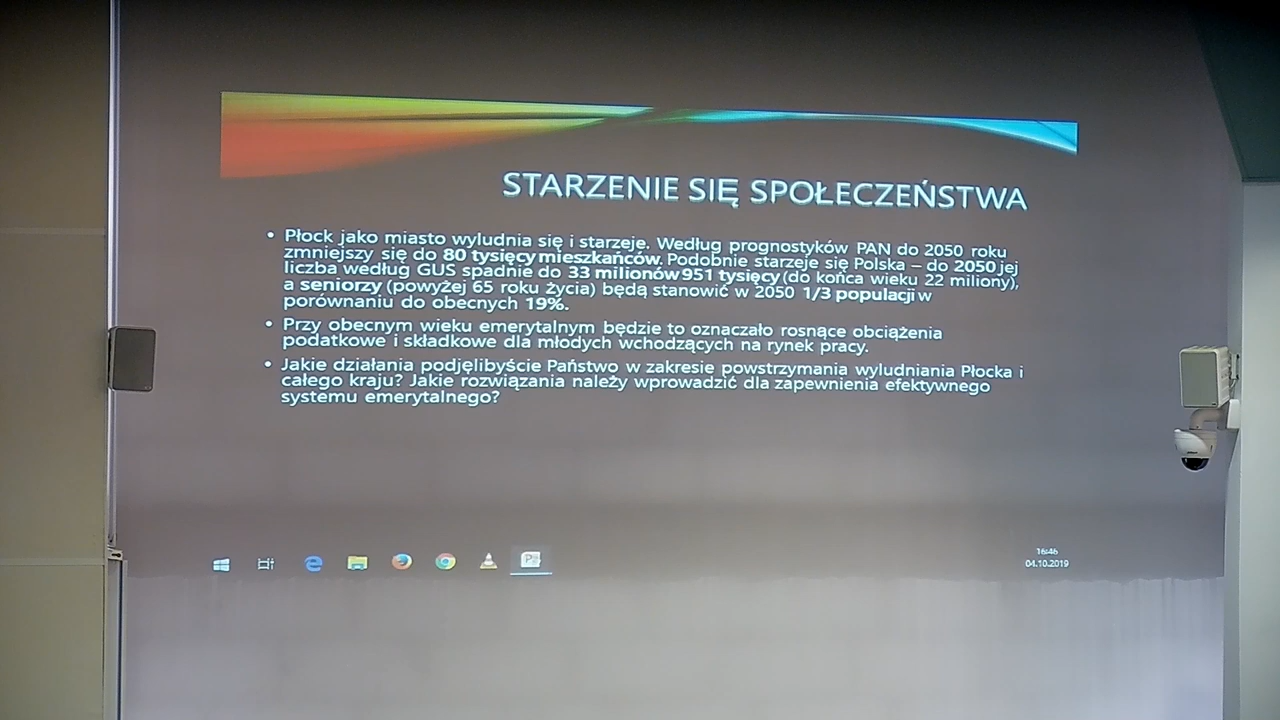 STARZENIE SIĘ SPOŁECZEŃSTWA
• Płock jako miasto wyludnia się i starzeje. Według prognostyków PAN do 2050 roku
zmniejszy się do 80 tysięcy mieszkańców. Podobnie starzeje się Polska – do 2050 jej
liczba według GUS spadnie do 33 milionów 951 tysięcy (do końca wieku 22 miliony),
a seniorzy (powyżej 65 roku życia) będą stanowić w 2050 1/3 populacji w
porównaniu do obecnych 19%.
• Przy obecnym wieku emerytalnym będzie to oznaczało rosnące obciążenia
podatkowe i składkowe dla młodych wchodzących na rynek pracy.
• Jakie działania podjęlibyście Państwo w zakresie powstrzymania wyludniania Płocka i
całego kraju? Jakie rozwiązania należy wprowadzić dla zapewnienia efektywnego
systemu emerytalnego?
16:46
04.10.2019